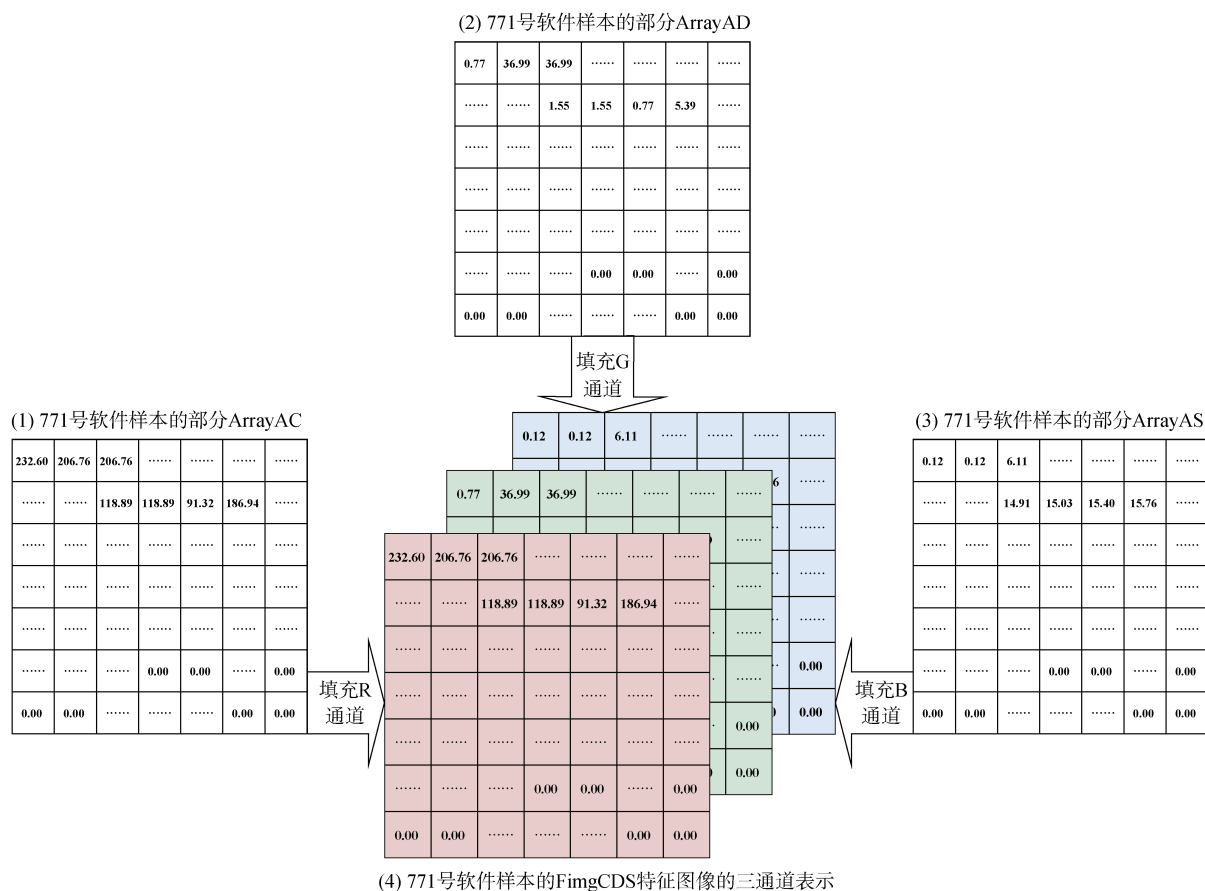 (2) 771号软件样本的部分ArrayAD
0.77 36.99 36.99 …… …… …… ……
…… …… 1.55 1.55 0.77 5.39 ……
…… …… …… …… …… …… ……
…… …… …… …… …… …… ……
…… …… …… …… …… …… ……
…… …… …… 0.00 0.00 …… 0.00
0.00 0.00 …… …… …… 0.00 0.00
填充G
通道
(1) 771号软件样本的部分ArrayAC
232.60 206.76 206.76 …… …… …… ……
…… …… 118.89 118.89 91.32 186.94 ……
…… …… …… …… …… …… ……
…… …… …… …… …… …… ……
…… …… …… …… …… …… ……
…… …… …… 0.00 0.00 …… 0.00
0.00 0.00 …… …… …… 0.00 0.00
填充R
通道
0.12 0.12 6.11 …… …… …… ……
6 ……
……
……
……
0.00
0.00
0.77 36.99 36.99 …… …… …… ……
……
……
……
……
0.00
0.00
232.60 206.76 206.76 …… …… …… ……
…… …… 118.89 118.89 91.32 186.94 ……
…… …… …… …… …… …… ……
…… …… …… …… …… …… ……
…… …… …… …… …… …… ……
…… …… …… 0.00 0.00 …… 0.00
0.00 0.00 …… …… …… 0.00 0.00
(3) 771号软件样本的部分ArrayAS
0.12 0.12 6.11 …… …… …… ……
…… …… 14.91 15.03 15.40 15.76 ……
…… …… …… …… …… …… ……
…… …… …… …… …… …… ……
…… …… …… …… …… …… ……
…… …… …… 0.00 0.00 …… 0.00
0.00 0.00 …… …… …… 0.00 0.00
填充B
通道
(4) 771号软件样本的FimgCDS特征图像的三通道表示